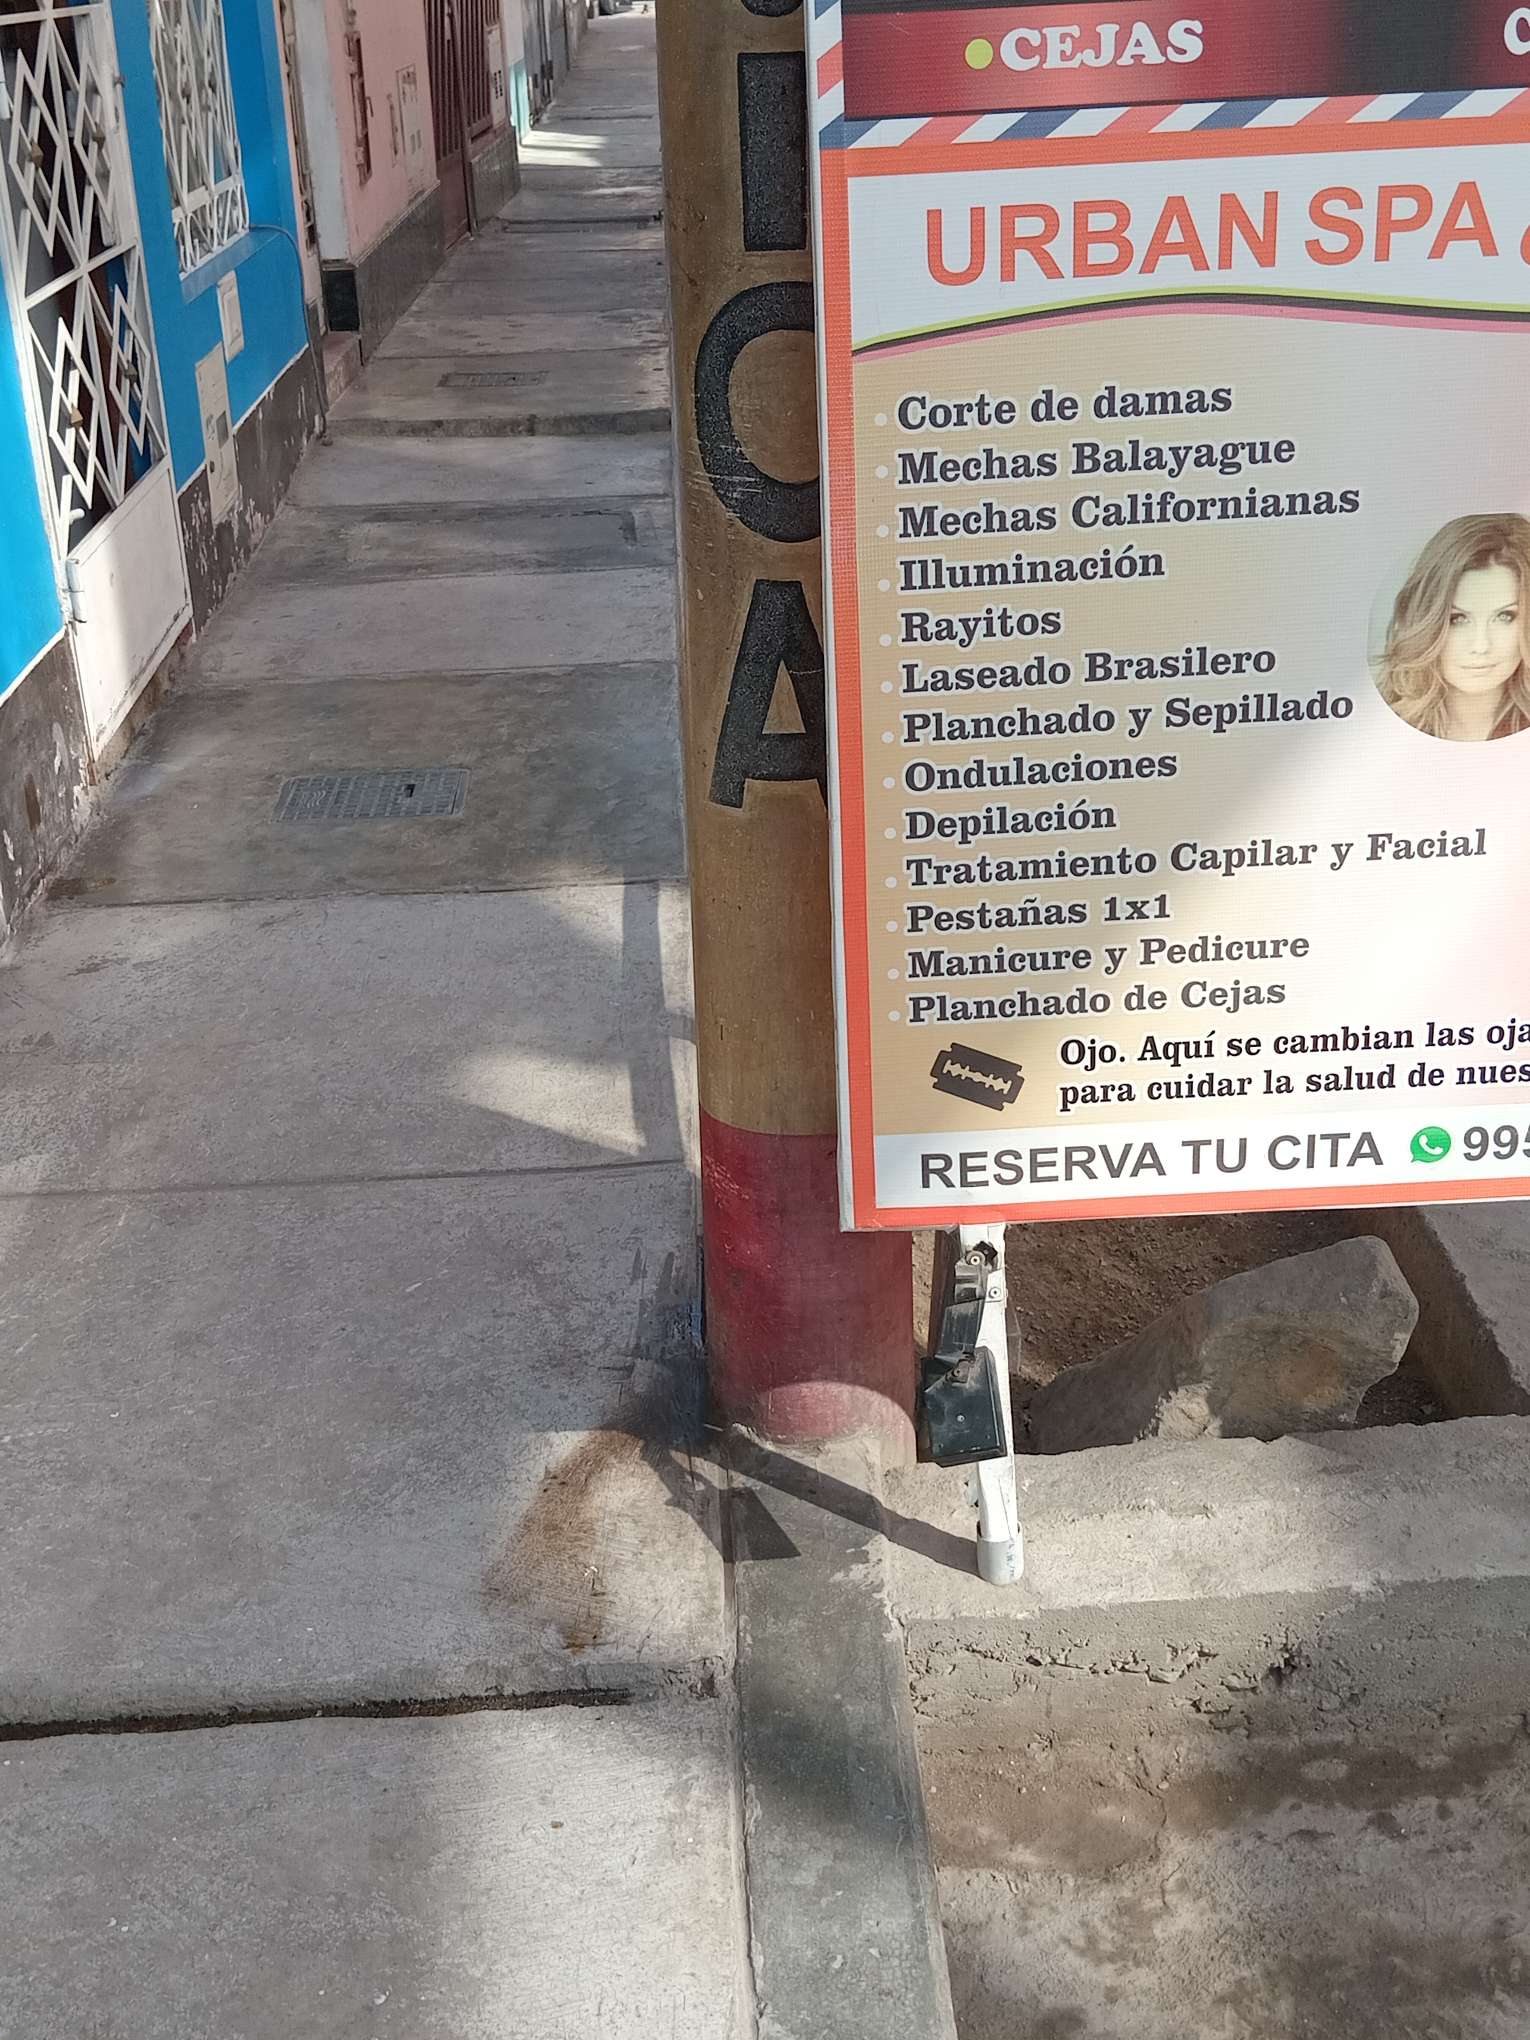 CEJAS
URBAN SPA
Corte de damas
Mechas Balayague
Mechas Californianas
Illuminación
Rayitos
Laseado Brasilero
Planchado y Sepillado
Ondulaciones
Depilación
Tratamiento Capilar y Facial
Pestañas 1x1
Manicure y Pedicure
Planchado de Cejas
Ojo. Aquí se cambian las
para cuidar la salud de
RESERVA TU CITA 995
I
C
A